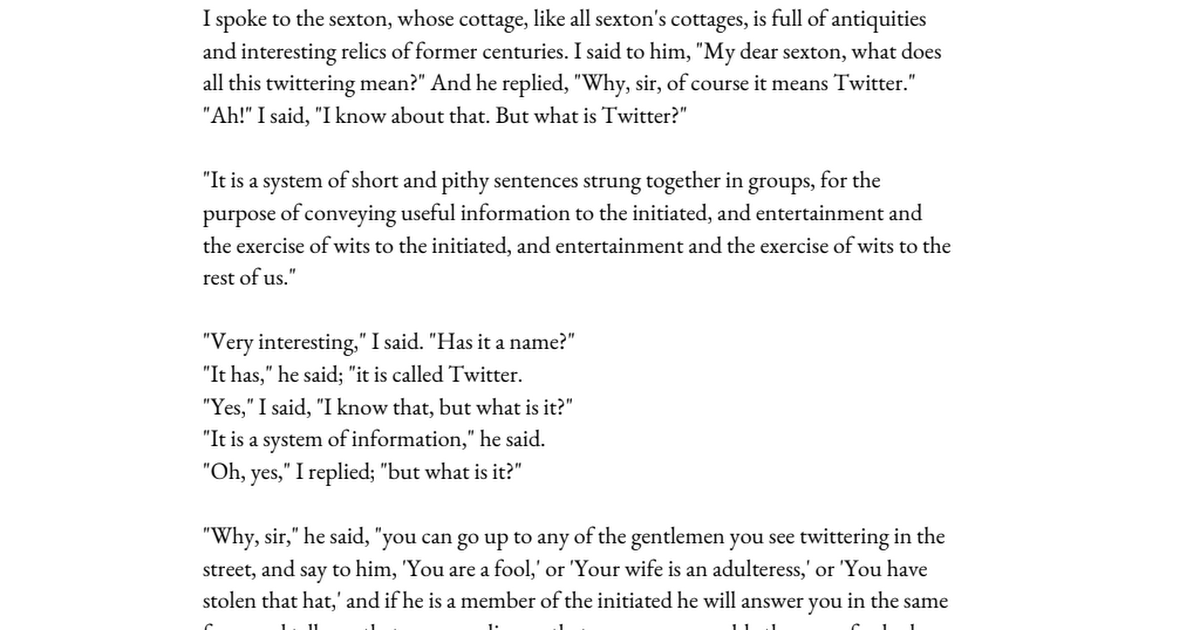 I spoke to the sexton, whose cottage, like all sexton's cottages, is full of antiquities
and interesting relics of former centuries. I said to him, "My dear sexton, what does
all this twittering mean?" And he replied, "Why, sir, of course it means Twitter."
"Ah!" I said, "I know about that. But what is Twitter?"
"It is a system of short and pithy sentences strung together in groups, for the
purpose of conveying useful information to the initiated, and entertainment and
the exercise of wits to the initiated, and entertainment and the exercise of wits to the
rest of us."
"Very interesting," I said. "Has it a name?"
"It has," he said; "it is called Twitter.
"Yes," I said, "I know that, but what is it?"
"It is a system of information," he said.
"Oh, yes," I replied; "but what is it?"
"Why, sir," he said, "you can go up to any of the gentlemen you see twittering in the
street, and say to him, 'You are a fool,' or 'Your wife is an adulteress,' or 'You have
stolen that hat,' and if he is a member of the initiated he will answer you in the same